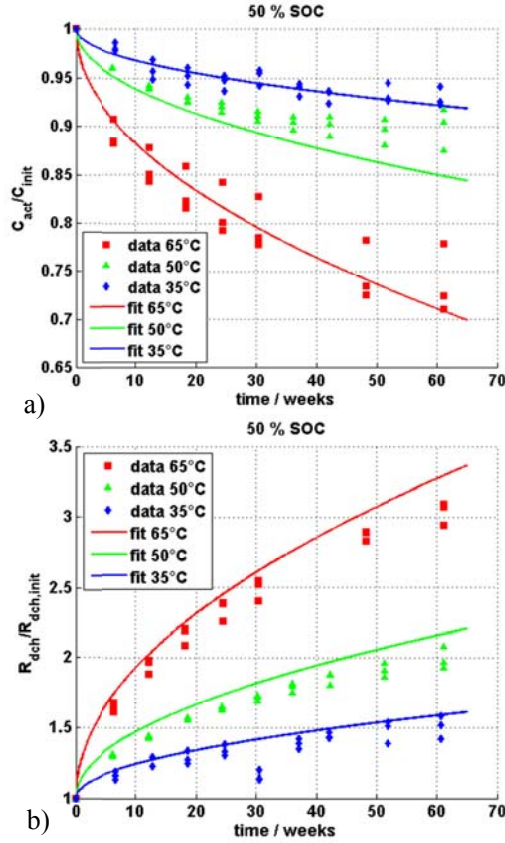 50 % SOC
1
0.95
0.9
0.85
0.8
0.75
0.7
0.65
C_act/C_init
data 65°C
data 50°C
data 35°C
fit 65°C
fit 50°C
fit 35°C
0 10 20 30 40 50 60 70
time / weeks
a)
50 % SOC
3.5
3
2.5
2
1.5
1
R_dch/R_dch,init
data 65°C
data 50°C
data 35°C
fit 65°C
fit 50°C
fit 35°C
0 10 20 30 40 50 60 70
time / weeks
b)